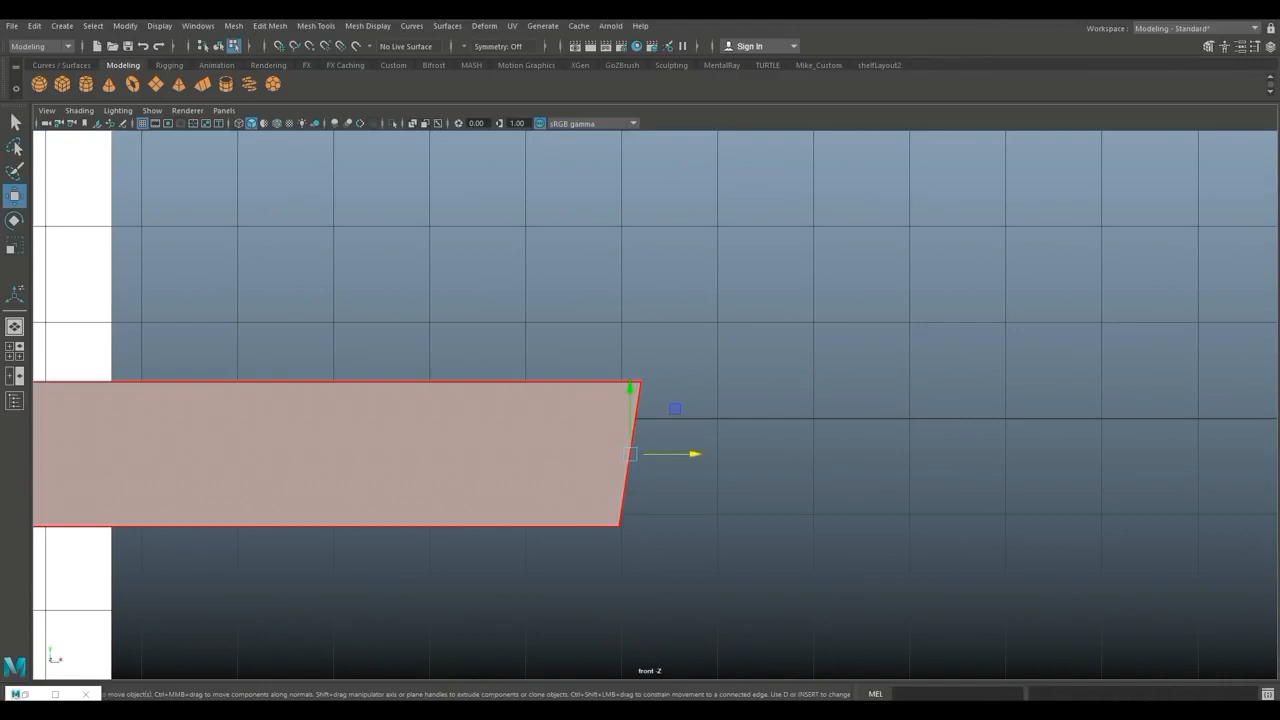 File Edit Create Select Modify Display Windows Mesh Edit Mesh Mesh Tools Mesh Display Curves Surfaces Deform UV Generate Cache Arnold Help
Workspace : Modeling - Standard*
Modeling No Live Surface Symmetry: Off Sign In
Curves / Surfaces Modeling Rigging Animation Rendering FX FX Caching Custom Bifrost MASH Motion Graphics XGen GoZBrush Sculpting MentalRay TURTLE Mike_Custom shelfLayout2
View Shading Lighting Show Renderer Panels
0.00 1.00 sRGB gamma
front -Z
to move object(s). Ctrl+MMB+drag to move components along normals. Shift+drag manipulator axis or plane handles to extrude components or clone objects. Ctrl+Shift+LMB+drag to constrain movement to a connected edge. Use D or INSERT to change
MEL